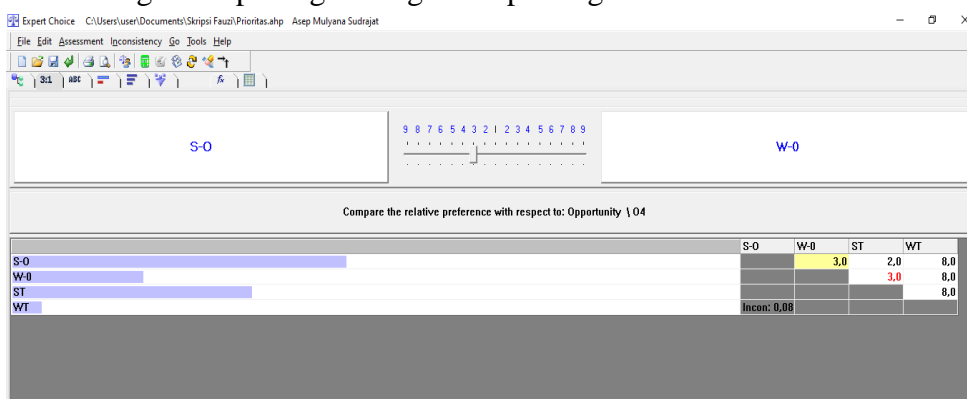 Expert Choice C:\Users\user\Documents\Skripsi Fauzi\Prioritas.ahp Asep Mulyana Sudrajat
File Edit Assessment Inconsistency Go Tools Help
3:1 ABC fx
9 8 7 6 5 4 3 2 1 2 3 4 5 6 7 8 9
S-O W-0
Compare the relative preference with respect to: Opportunity \ O4
S-O W-0 ST WT
S-O 3,0 2,0 8,0
W-0 3,0 8,0
ST 8,0
WT Incon: 0,08